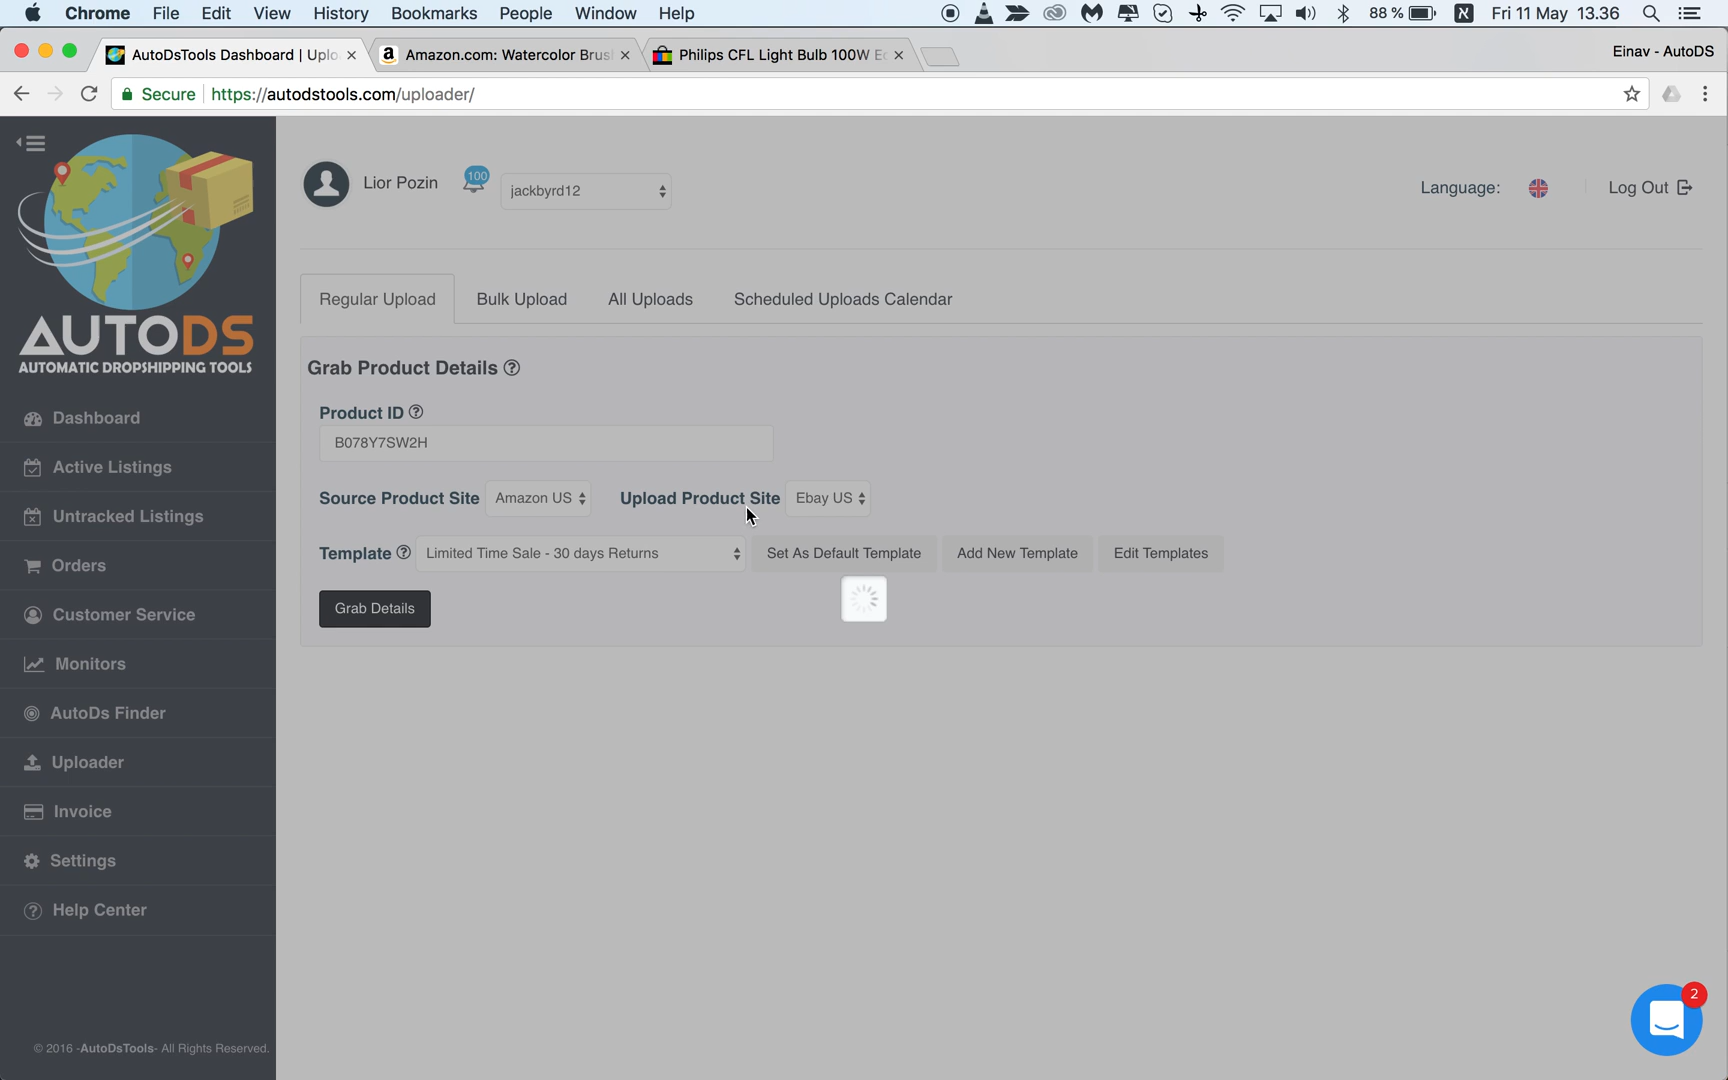 Chrome File Edit View History Bookmarks People Window Help 88 % Fri 11 May 13.36
AutoDsTools Dashboard | Uplo Amazon.com: Watercolor Brus Philips CFL Light Bulb 100W Ec Einav - AutoDS
Secure https://autodstools.com/uploader/
Lior Pozin 100 jackbyrd12 Language: Log Out
AUTODS
AUTOMATIC DROPSHIPPING TOOLS
Dashboard
Active Listings
Untracked Listings
Orders
Customer Service
Monitors
AutoDs Finder
Uploader
Invoice
Settings
Help Center
© 2016 -AutoDsTools- All Rights Reserved.
Regular Upload Bulk Upload All Uploads Scheduled Uploads Calendar
Grab Product Details
Product ID
B078Y7SW2H
Source Product Site Amazon US Upload Product Site Ebay US
Template Limited Time Sale - 30 days Returns Set As Default Template Add New Template Edit Templates
Grab Details
2